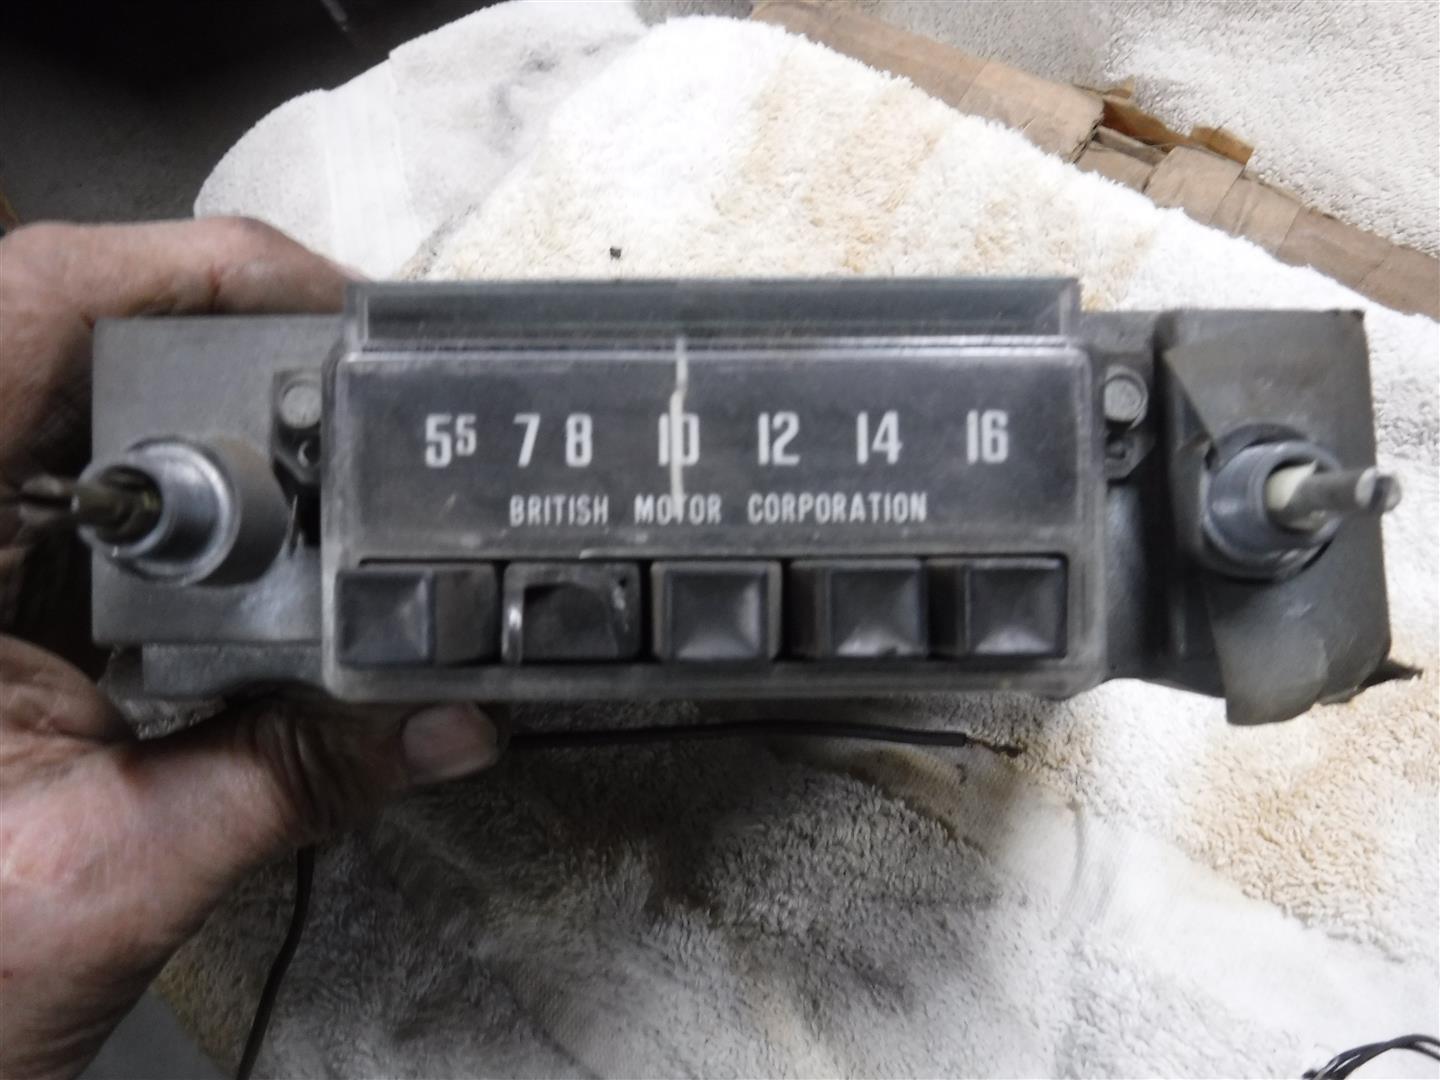 55 7 8 10 12 14 16
BRITISH MOTOR CORPORATION